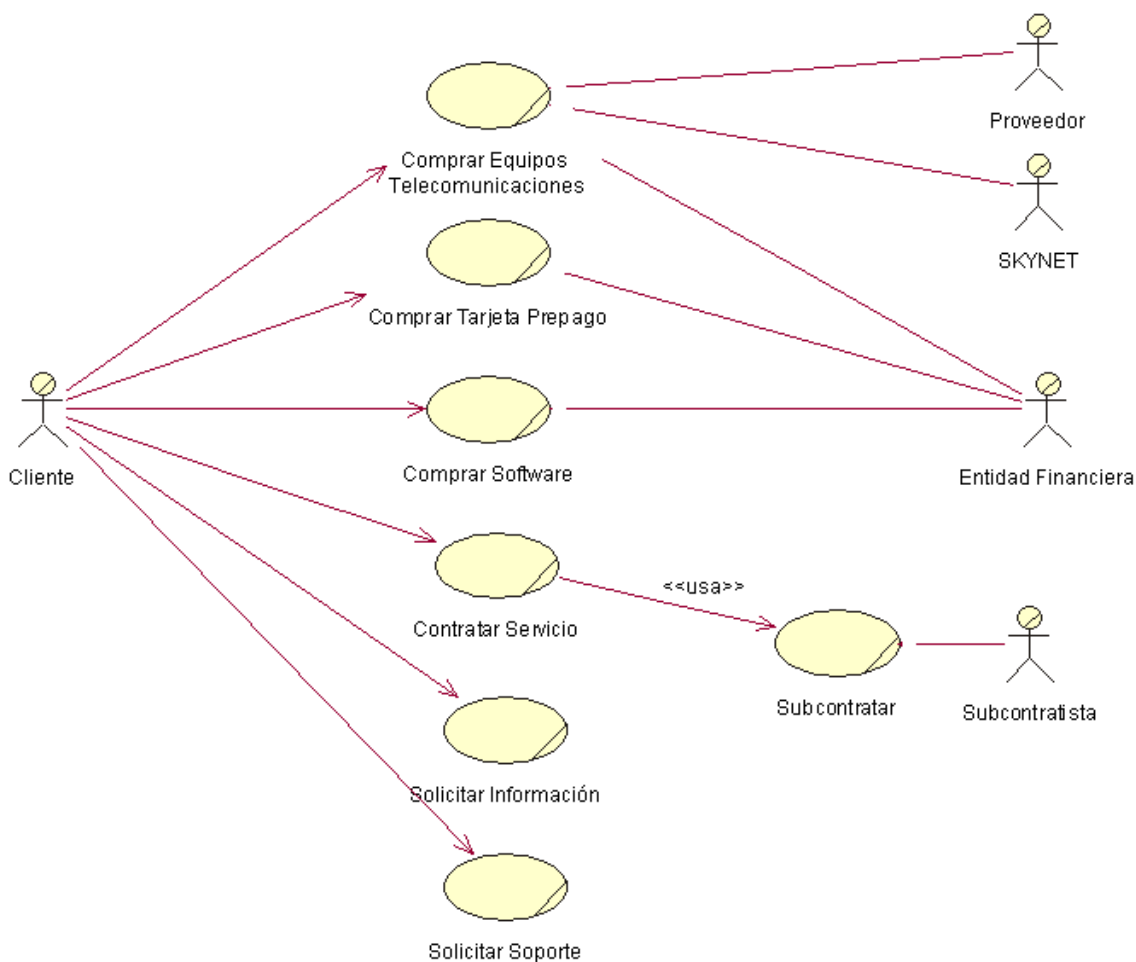 Proveedor
Comprar Equipos
Telecomunicaciones
SKYNET
Comprar Tarjeta Prepago
Cliente
Comprar Software
Entidad Financiera
<<usa>>
Contratar Servicio
Subcontratar
Subcontratista
Solicitar Información
Solicitar Soporte